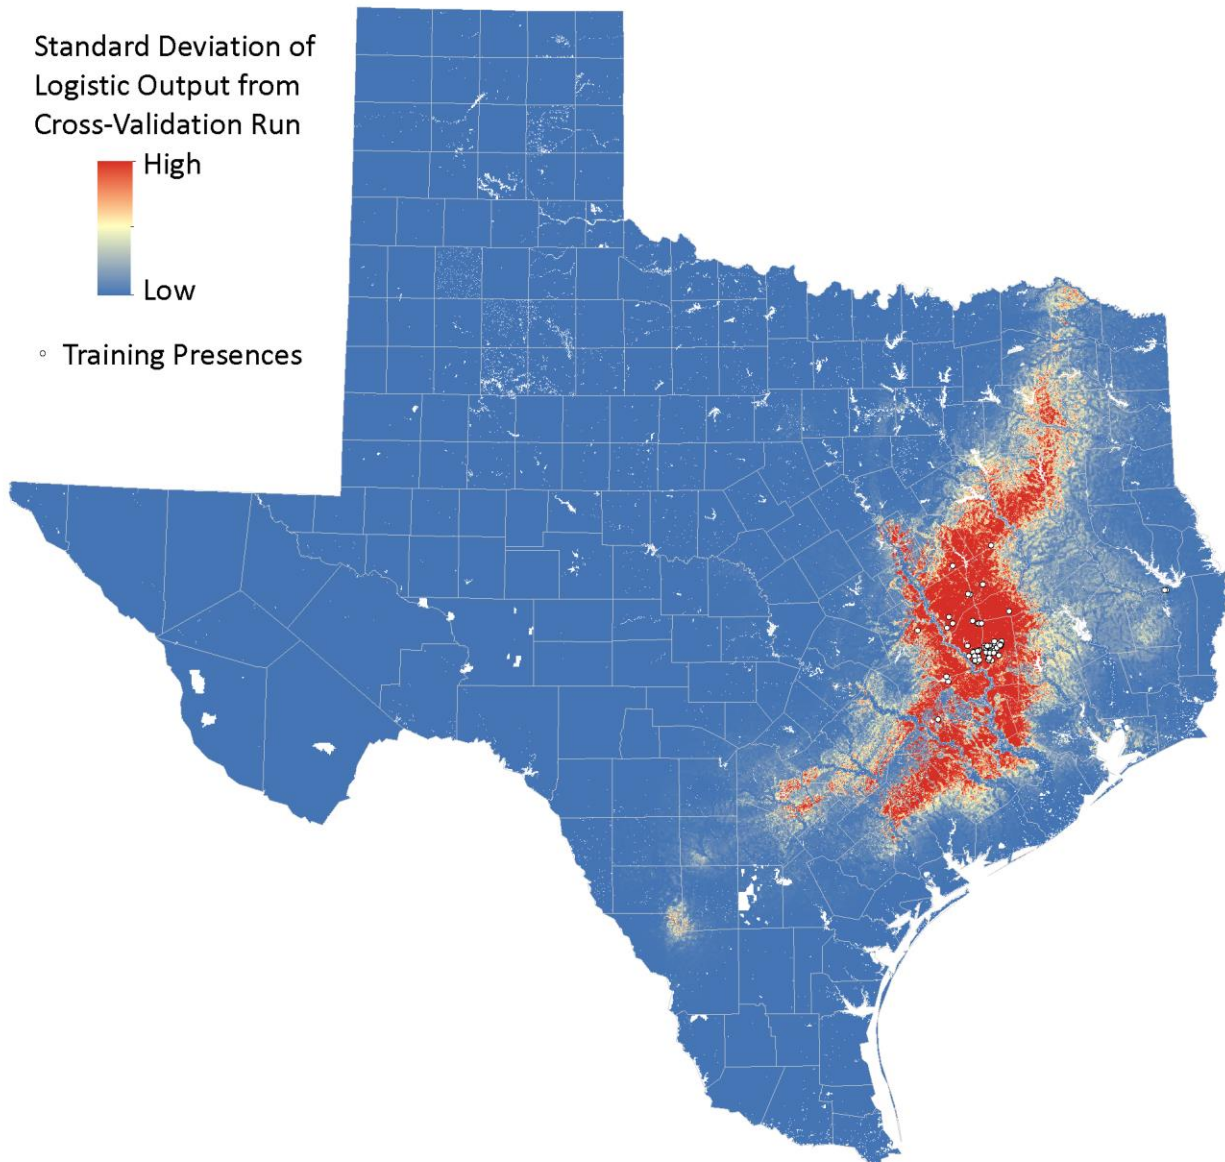 Standard Deviation of
Logistic Output from
Cross-Validation Run
High
Low
Training Presences